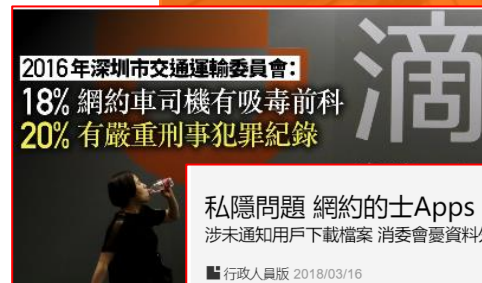 滴
2016年深圳市交通運輸委員會：
18% 網約車司機有吸毒前科
20% 有嚴重刑事犯罪紀錄
私隱問題 網約的士Apps
涉未通知用戶下載檔案 消委會憂資料
行政人員版 2018/03/16